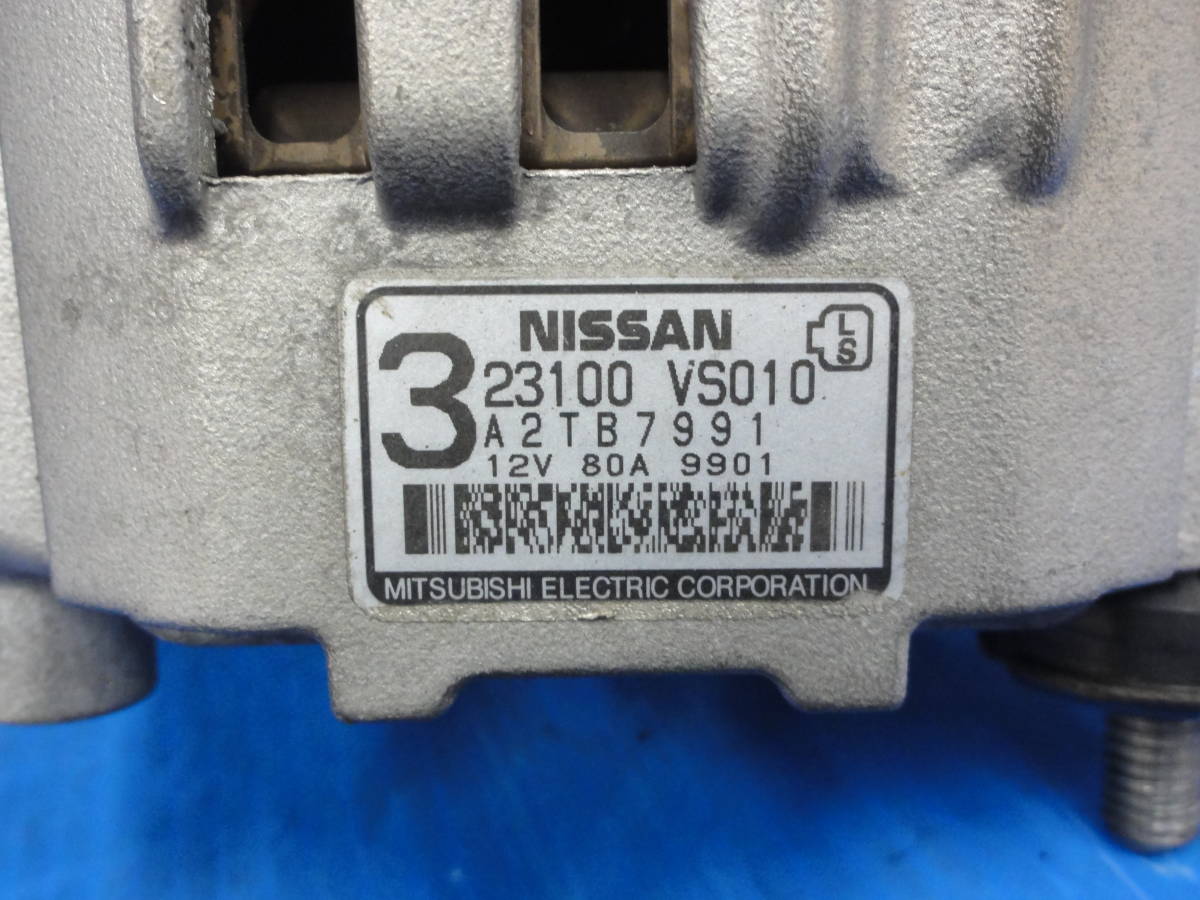 NISSAN
L
S
3
23100 VS010
A2TB7991
12V 80A 9901
MITSUBISHI ELECTRIC CORPORATION